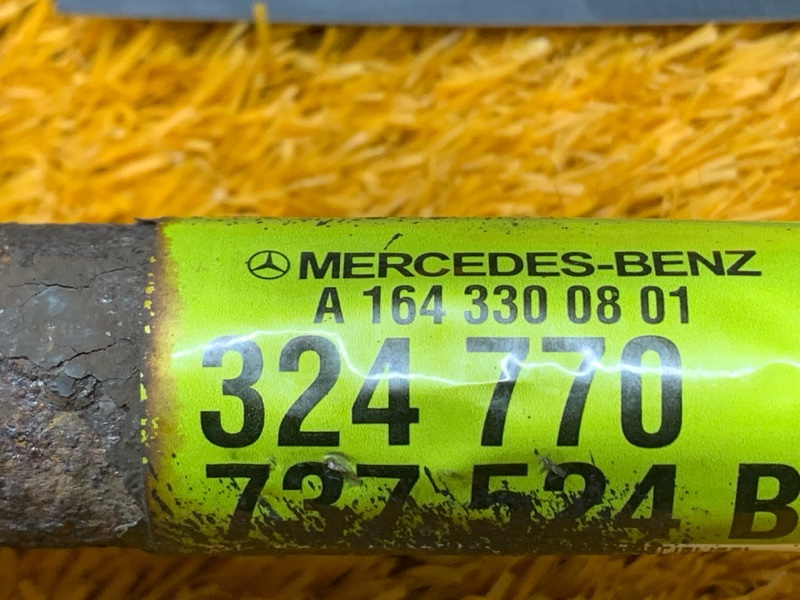 MERCEDES-BENZ
A 164 330 08 01
324 770
737 524 B